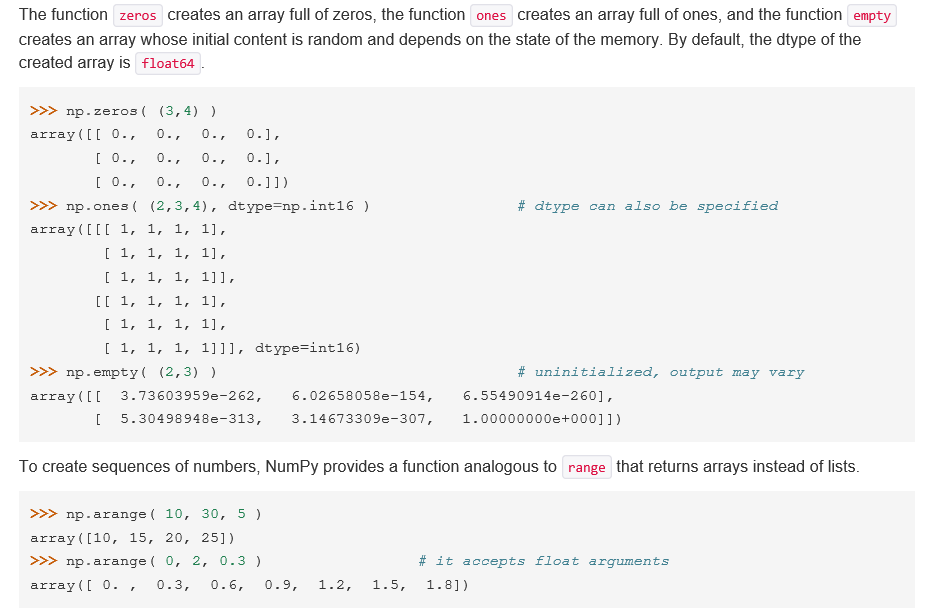 The function zeros creates an array full of zeros, the function ones creates an array full of ones, and the function empty
creates an array whose initial content is random and depends on the state of the memory. By default, the dtype of the
created array is float64.
>>> np.zeros( (3,4) )
array([[ 0.,  0.,  0.,  0.],
       [ 0.,  0.,  0.,  0.],
       [ 0.,  0.,  0.,  0.]])
>>> np.ones( (2,3,4), dtype=np.int16 )                # dtype can also be specified
array([[[ 1, 1, 1, 1],
        [ 1, 1, 1, 1],
        [ 1, 1, 1, 1]],
       [[ 1, 1, 1, 1],
        [ 1, 1, 1, 1],
        [ 1, 1, 1, 1]]], dtype=int16)
>>> np.empty( (2,3) )                                 # uninitialized, output may vary
array([[  3.73603959e-262,   6.02658058e-154,   6.55490914e-260],
       [  5.30498948e-313,   3.14673309e-307,   1.00000000e+000]])
To create sequences of numbers, NumPy provides a function analogous to range that returns arrays instead of lists.
>>> np.arange( 10, 30, 5 )
array([10, 15, 20, 25])
>>> np.arange( 0, 2, 0.3 )                 # it accepts float arguments
array([ 0. ,  0.3,  0.6,  0.9,  1.2,  1.5,  1.8])